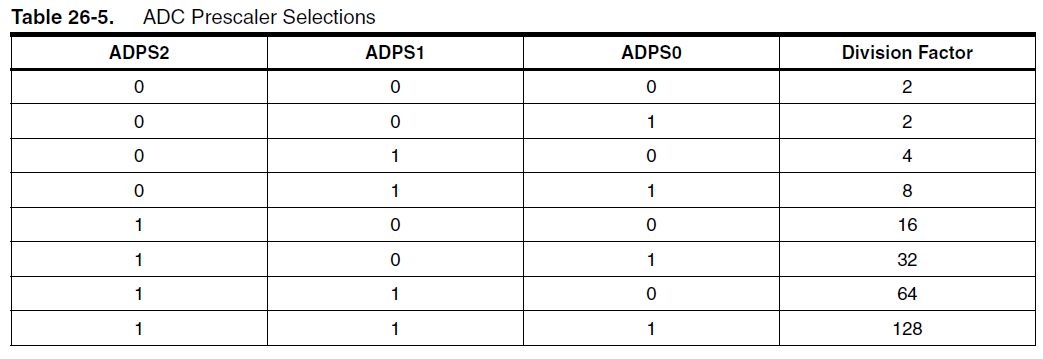 Table 26-5. ADC Prescaler Selections
ADPS2 ADPS1 ADPS0 Division Factor
0 0 0 2
0 0 1 2
0 1 0 4
0 1 1 8
1 0 0 16
1 0 1 32
1 1 0 64
1 1 1 128